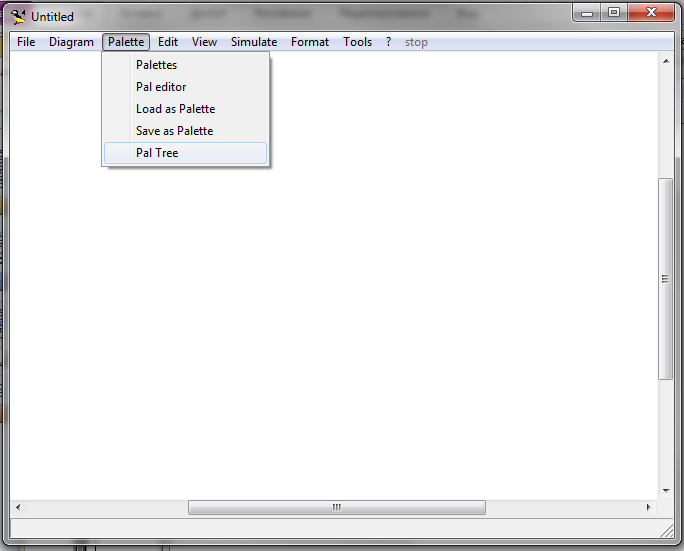 Untitled
File Diagram Palette Edit View Simulate Format Tools ? stop
Palettes
Pal editor
Load as Palette
Save as Palette
Pal Tree